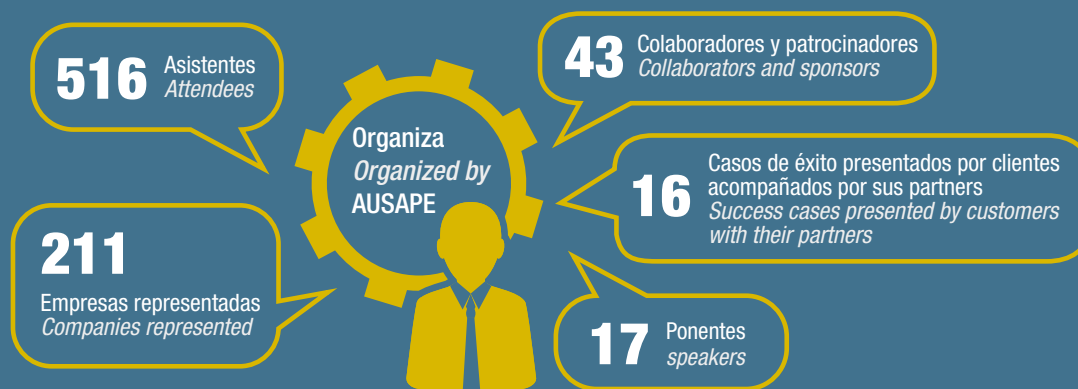 516 Asistentes
Attendees
43 Colaboradores y patrocinadores
Collaborators and sponsors
Organiza
Organized by
AUSAPE
16 Casos de éxito presentados por clientes
acompañados por sus partners
Success cases presented by customers
with their partners
211
Empresas representadas
Companies represented
17 Ponentes
speakers